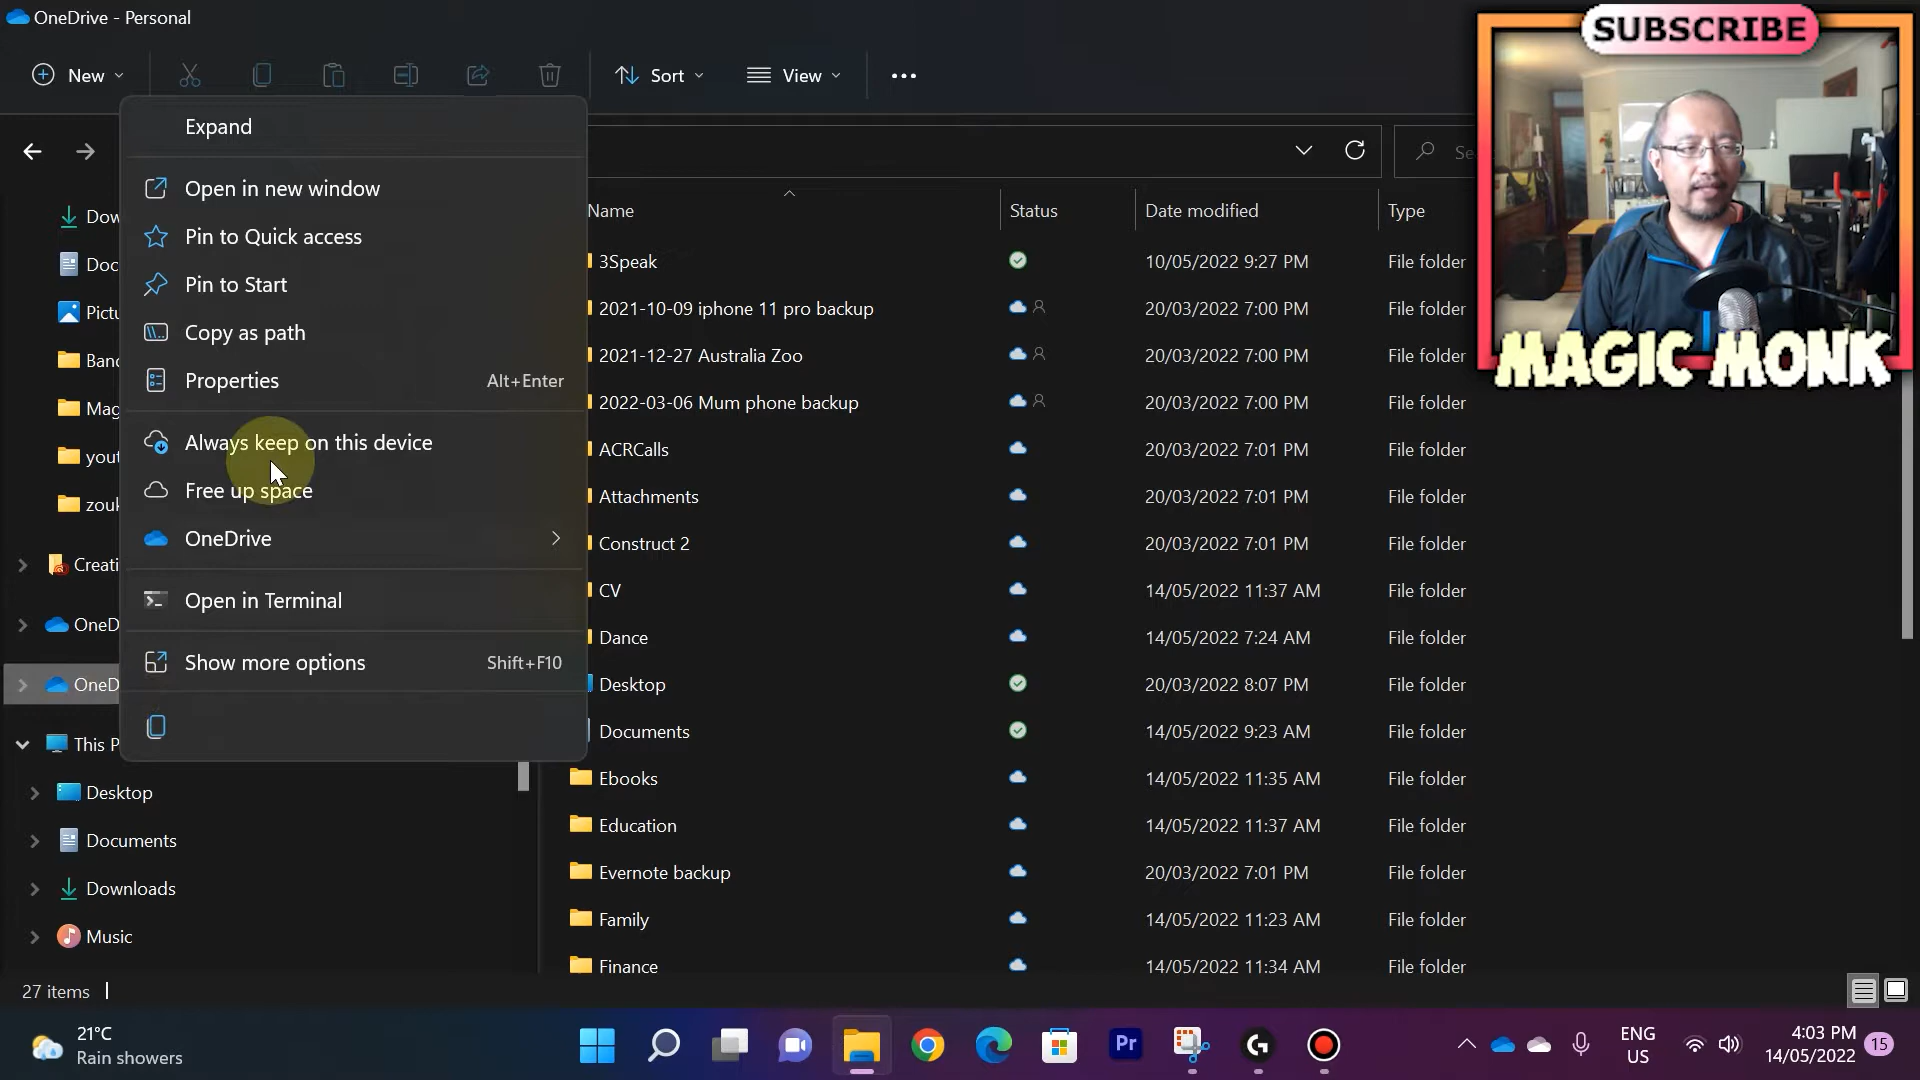 OneDrive - Personal
SUBSCRIBE
New
Sort
View
Expand
Open in new window
Pin to Quick access
Pin to Start
Copy as path
Properties Alt+Enter
Always keep on this device
Free up space
OneDrive
Open in Terminal
Show more options Shift+F10
Dow
Doc
Pictu
Band
Mag
yout
zouk
Creati
OneD
OneD
This P
Desktop
Documents
Downloads
Music
Se
Name Status Date modified Type
3Speak 10/05/2022 9:27 PM File folder
2021-10-09 iphone 11 pro backup 20/03/2022 7:00 PM File folder
2021-12-27 Australia Zoo 20/03/2022 7:00 PM File folder
2022-03-06 Mum phone backup 20/03/2022 7:00 PM File folder
ACRCalls 20/03/2022 7:01 PM File folder
Attachments 20/03/2022 7:01 PM File folder
Construct 2 20/03/2022 7:01 PM File folder
CV 14/05/2022 11:37 AM File folder
Dance 14/05/2022 7:24 AM File folder
Desktop 20/03/2022 8:07 PM File folder
Documents 14/05/2022 9:23 AM File folder
Ebooks 14/05/2022 11:35 AM File folder
Education 14/05/2022 11:37 AM File folder
Evernote backup 20/03/2022 7:01 PM File folder
Family 14/05/2022 11:23 AM File folder
Finance 14/05/2022 11:34 AM File folder
MAGIC MONK
27 items
21°C
Rain showers
Pr
ENG
US
4:03 PM
14/05/2022
15